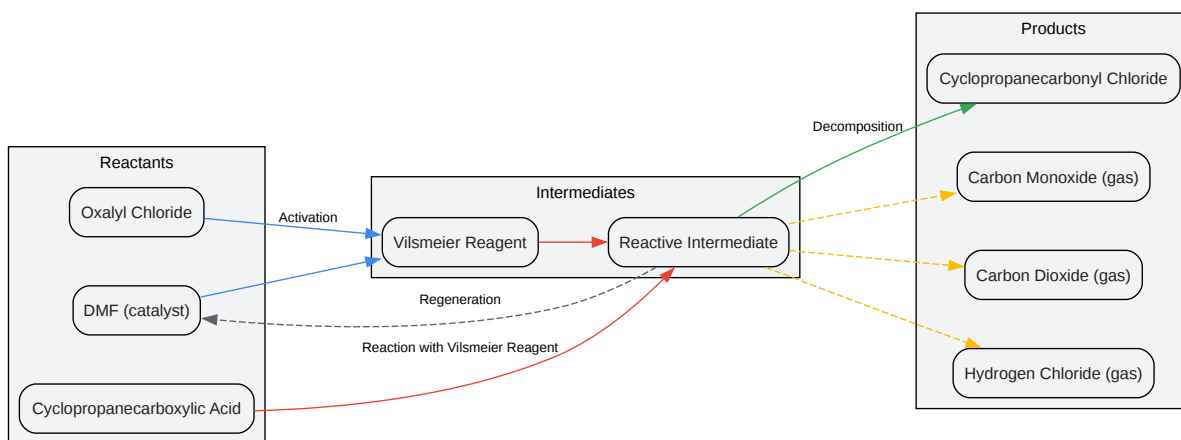 Reactants
Oxalyl Chloride
DMF (catalyst)
Cyclopropanecarboxylic Acid
Activation
Regeneration
Reaction with Vilsmeier Reagent
Intermediates
Vilsmeier Reagent
Reactive Intermediate
Decomposition
Products
Cyclopropanecarbonyl Chloride
Carbon Monoxide (gas)
Carbon Dioxide (gas)
Hydrogen Chloride (gas)